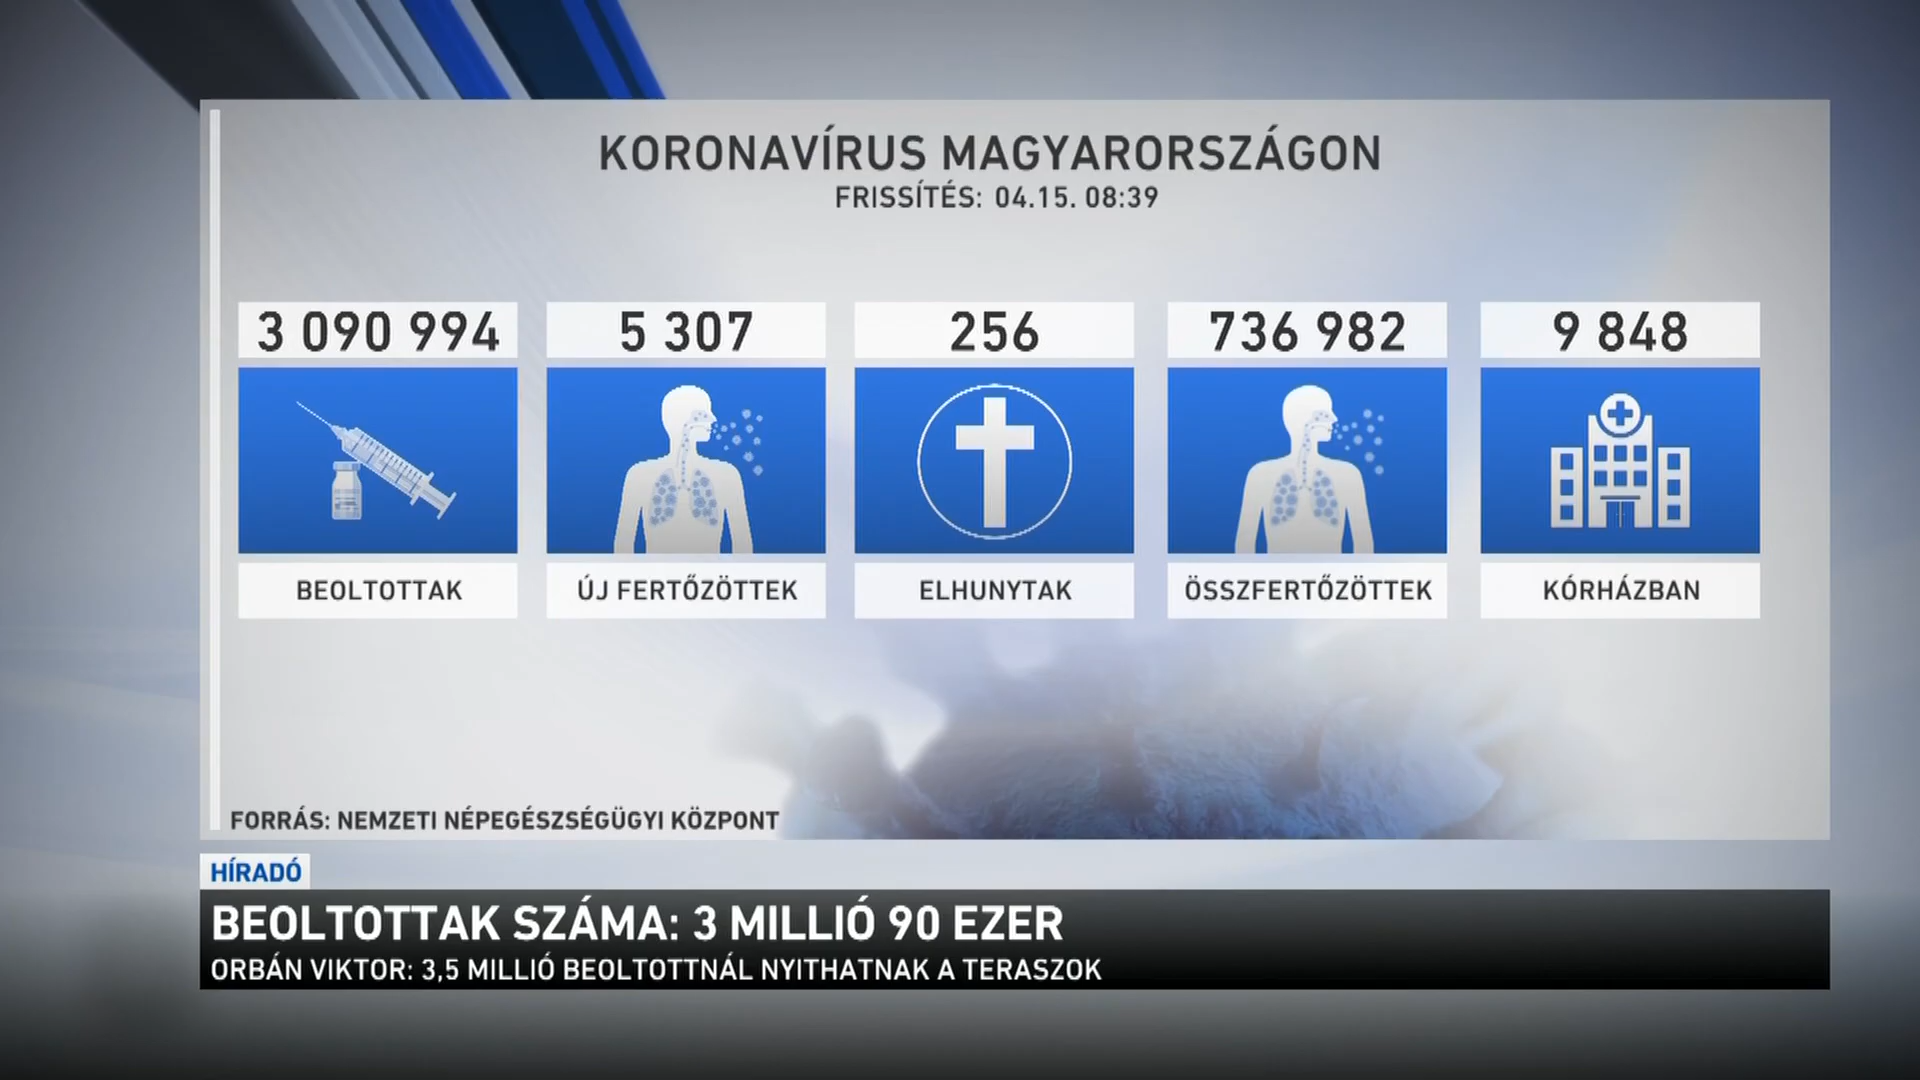 KORONAVÍRUS MAGYARORSZÁGON
FRISSÍTÉS: 04.15. 08:39
3 090 994
5 307
256
736 982
9 848
BEOLTOTTAK
ÚJ FERTŐZÖTTEK
ELHUNYTAK
ÖSSZFERTŐZÖTTEK
KÓRHÁZBAN
FORRÁS: NEMZETI NÉPEGÉSZSÉGÜGYI KÖZPONT
HÍRADÓ
BEOLTOTTAK SZÁMA: 3 MILLIÓ 90 EZER
ORBÁN VIKTOR: 3,5 MILLIÓ BEOLTOTTNÁL NYITHATNAK A TERASZOK